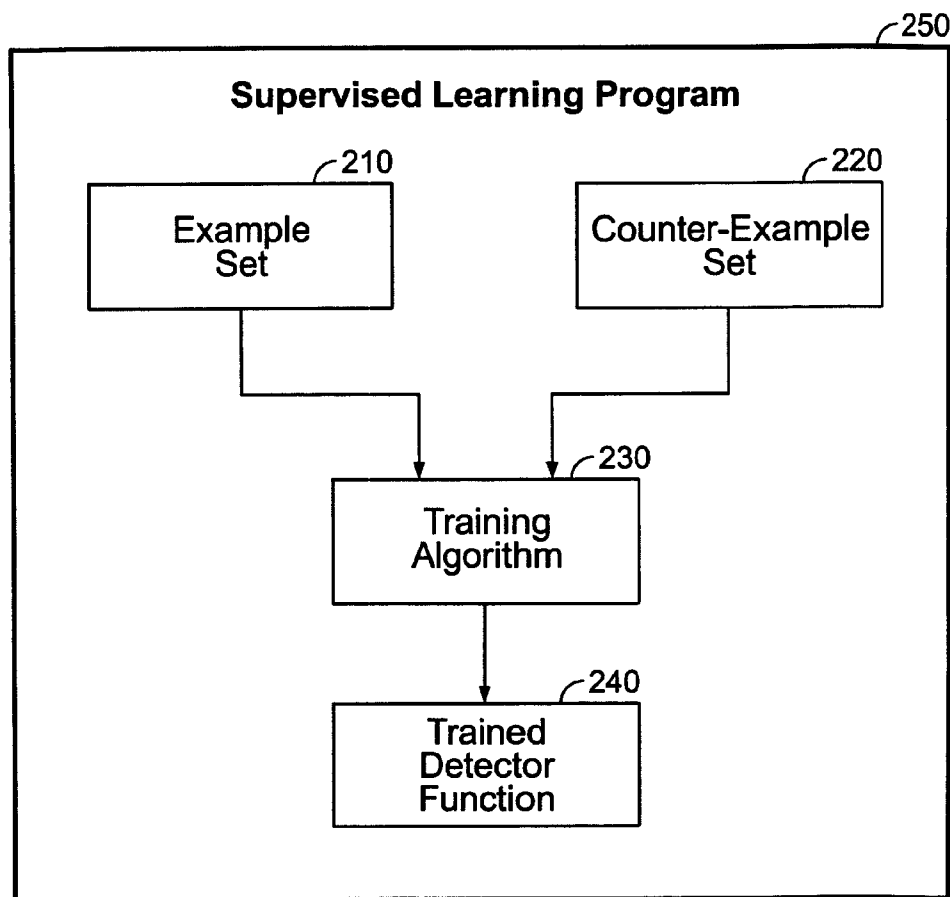 250
Supervised Learning Program
210
220
Example
Set
Counter-Example
Set
230
Training
Algorithm
240
Trained
Detector
Function